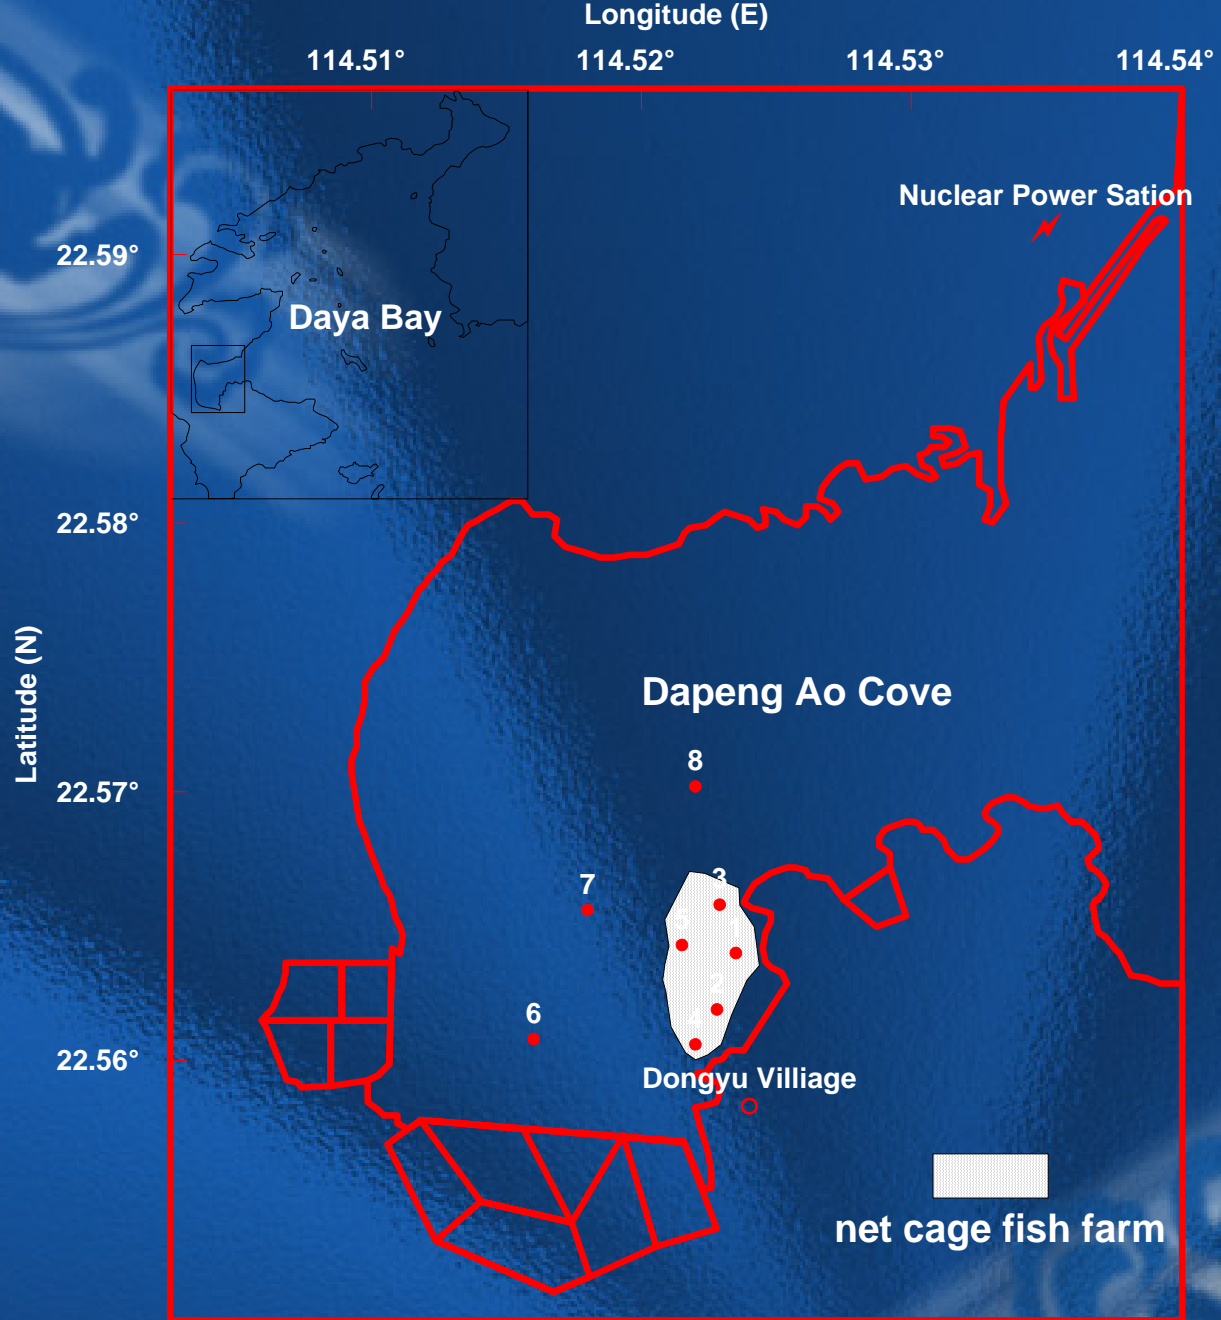 Longitude (E)
114.51° 114.52° 114.53° 114.54°
Nuclear Power Sation
22.59°
Daya Bay
22.58°
Latitude (N)
Dapeng Ao Cove
8
22.57°
7
3
5
1
2
6
4
22.56°
Dongyu Villiage
net cage fish farm